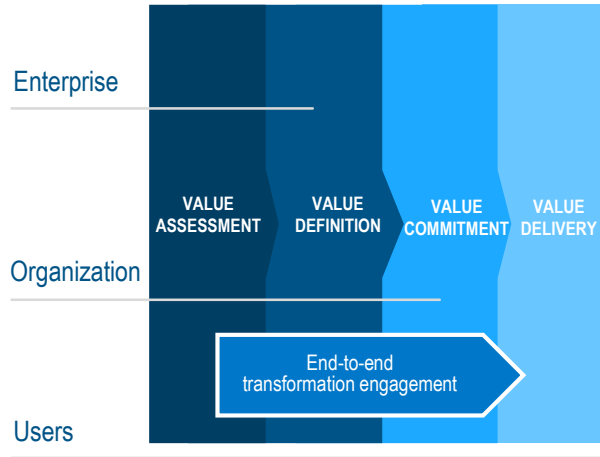 Enterprise
VALUE
ASSESSMENT
VALUE
DEFINITION
VALUE
COMMITMENT
VALUE
DELIVERY
Organization
End-to-end
transformation engagement
Users